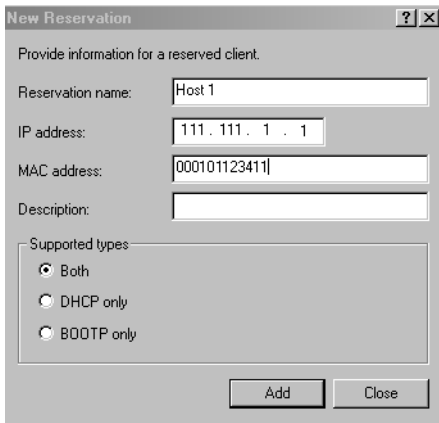 New Reservation
Provide information for a reserved client.
Reservation name: Host 1
IP address: 111 . 111 . 1 . 1
MAC address: 000101123411
Description:
Supported types
Both
DHCP only
BOOTP only
Add Close